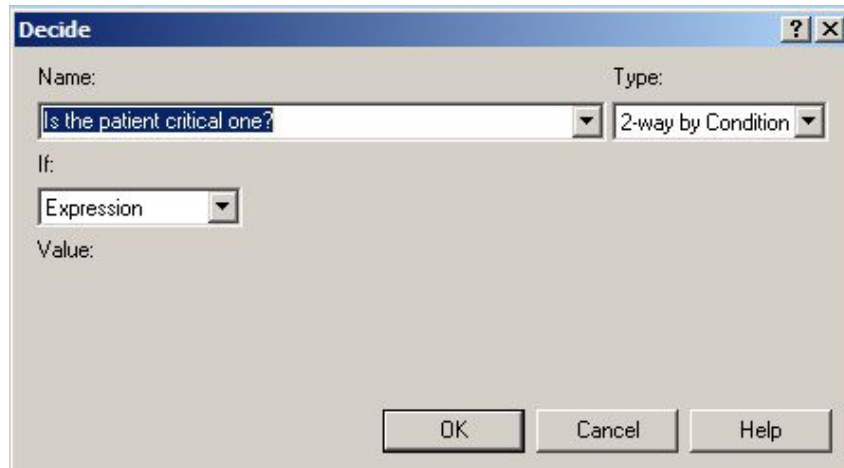 Decide
Name: Type:
Is the patient critical one? 2-way by Condition
If:
Expression
Value:
OK Cancel Help